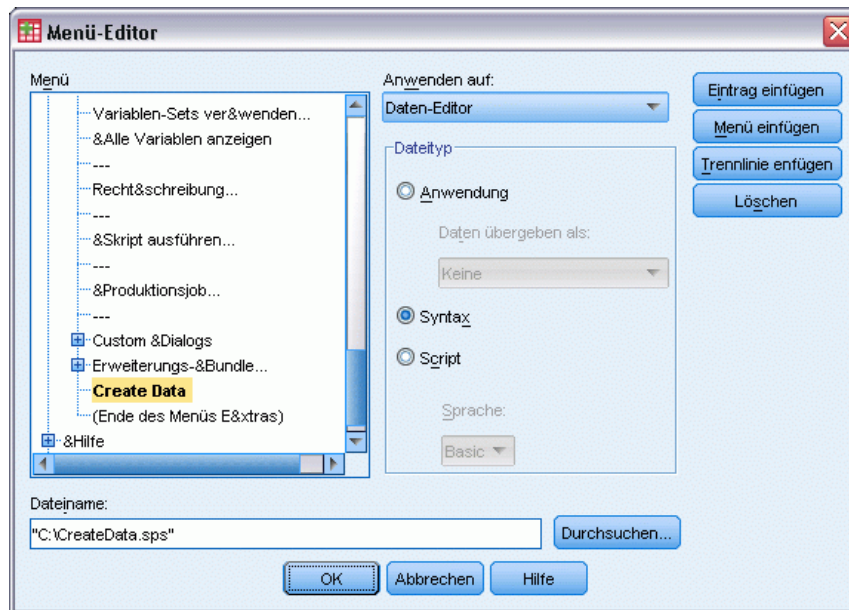 Menü-Editor
Menü
Variablen-Sets ver&wenden...
&Alle Variablen anzeigen
---
Recht&schreibung...
---
&Skript ausführen...
---
&Produktionsjob...
---
Custom &Dialogs
Erweiterungs-&Bundle...
Create Data
(Ende des Menüs E&xtras)
&Hilfe
Anwenden auf:
Daten-Editor
Dateityp
Anwendung
Daten übergeben als:
Keine
Syntax
Script
Sprache:
Basic
Eintrag einfügen
Menü einfügen
Trennlinie enfügen
Löschen
Dateiname:
"C:\CreateData.sps"
Durchsuchen...
OK
Abbrechen
Hilfe